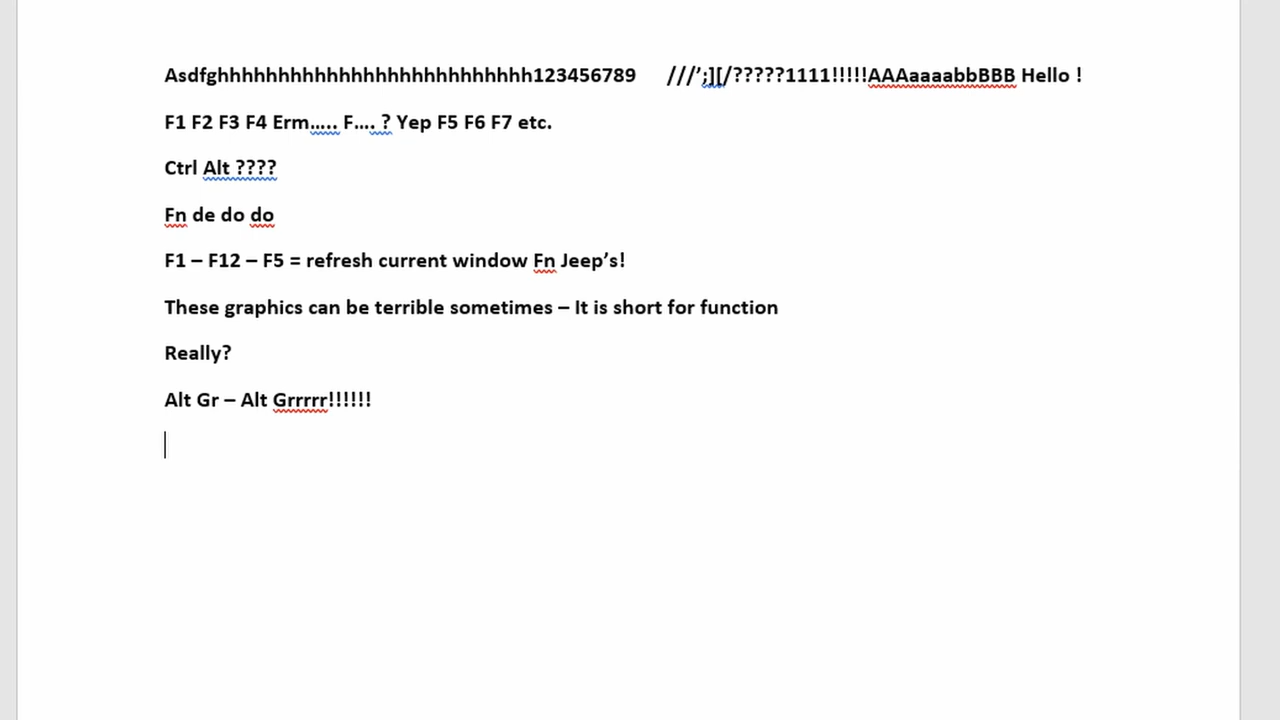 Asdfghhhhhhhhhhhhhhhhhhhhhhhhhh123456789 ///’;][/?????1111!!!!!AAAaaaabbBBB Hello !
F1 F2 F3 F4 Erm….. F…. ? Yep F5 F6 F7 etc.
Ctrl Alt ????
Fn de do do
F1 – F12 – F5 = refresh current window Fn Jeep’s!
These graphics can be terrible sometimes – It is short for function
Really?
Alt Gr – Alt Grrrrr!!!!!!